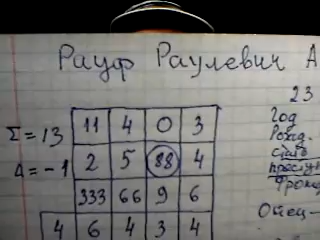 Рауф Раулевич А
23
Σ = 13
11 4 0 3
Δ = -1
2 5 88 4
333 66 9 6
4 6 4 3 4
Год
Рожд.
Отец-